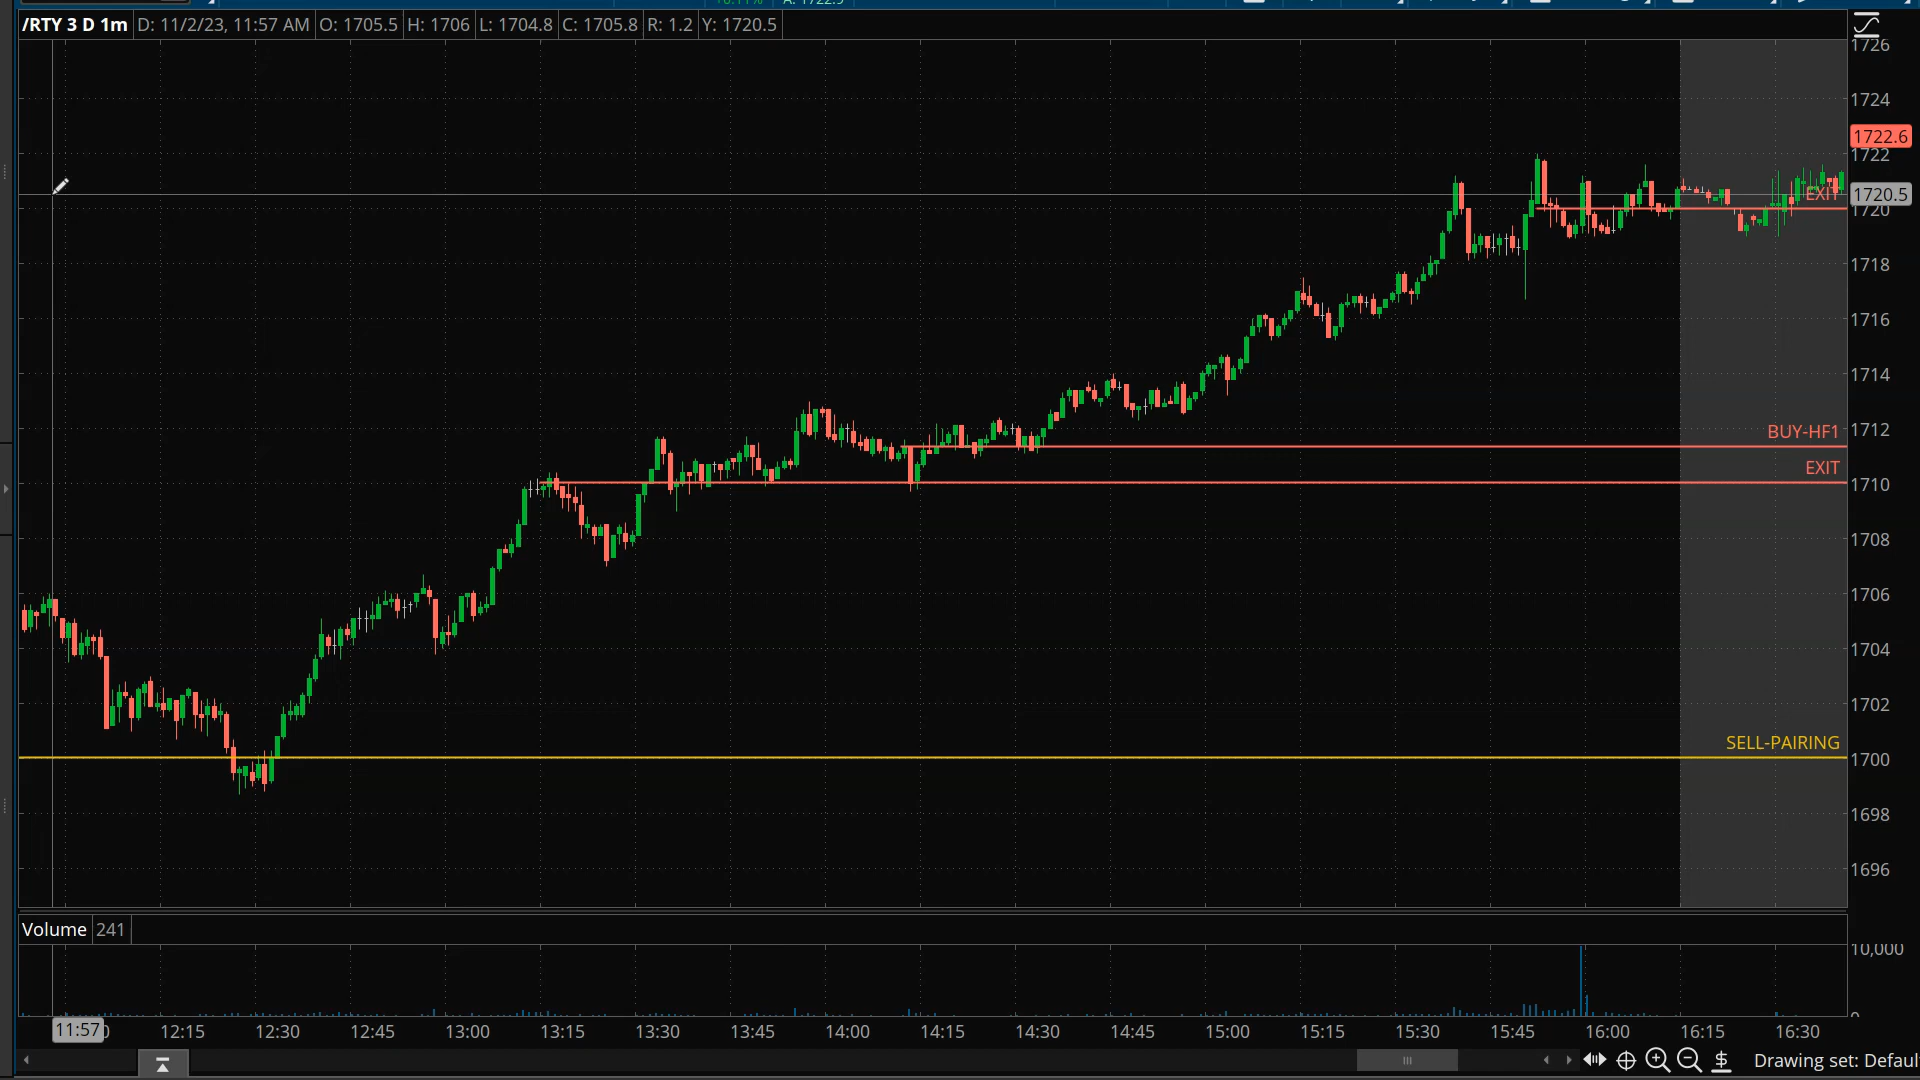 /RTY 3 D 1m D: 11/2/23, 11:57 AM O: 1705.5 H: 1706 L: 1704.8 C: 1705.8 R: 1.2 Y: 1720.5
1726
1724
1722.6
1722
EXIT 1720.5
1720
1718
1716
1714
BUY-HF1 1712
EXIT
1710
1708
1706
1704
1702
SELL-PAIRING
1700
1698
1696
Volume 241
10,000
0
11:57 12:15 12:30 12:45 13:00 13:15 13:30 13:45 14:00 14:15 14:30 14:45 15:00 15:15 15:30 15:45 16:00 16:15 16:30
Drawing set: Defaul